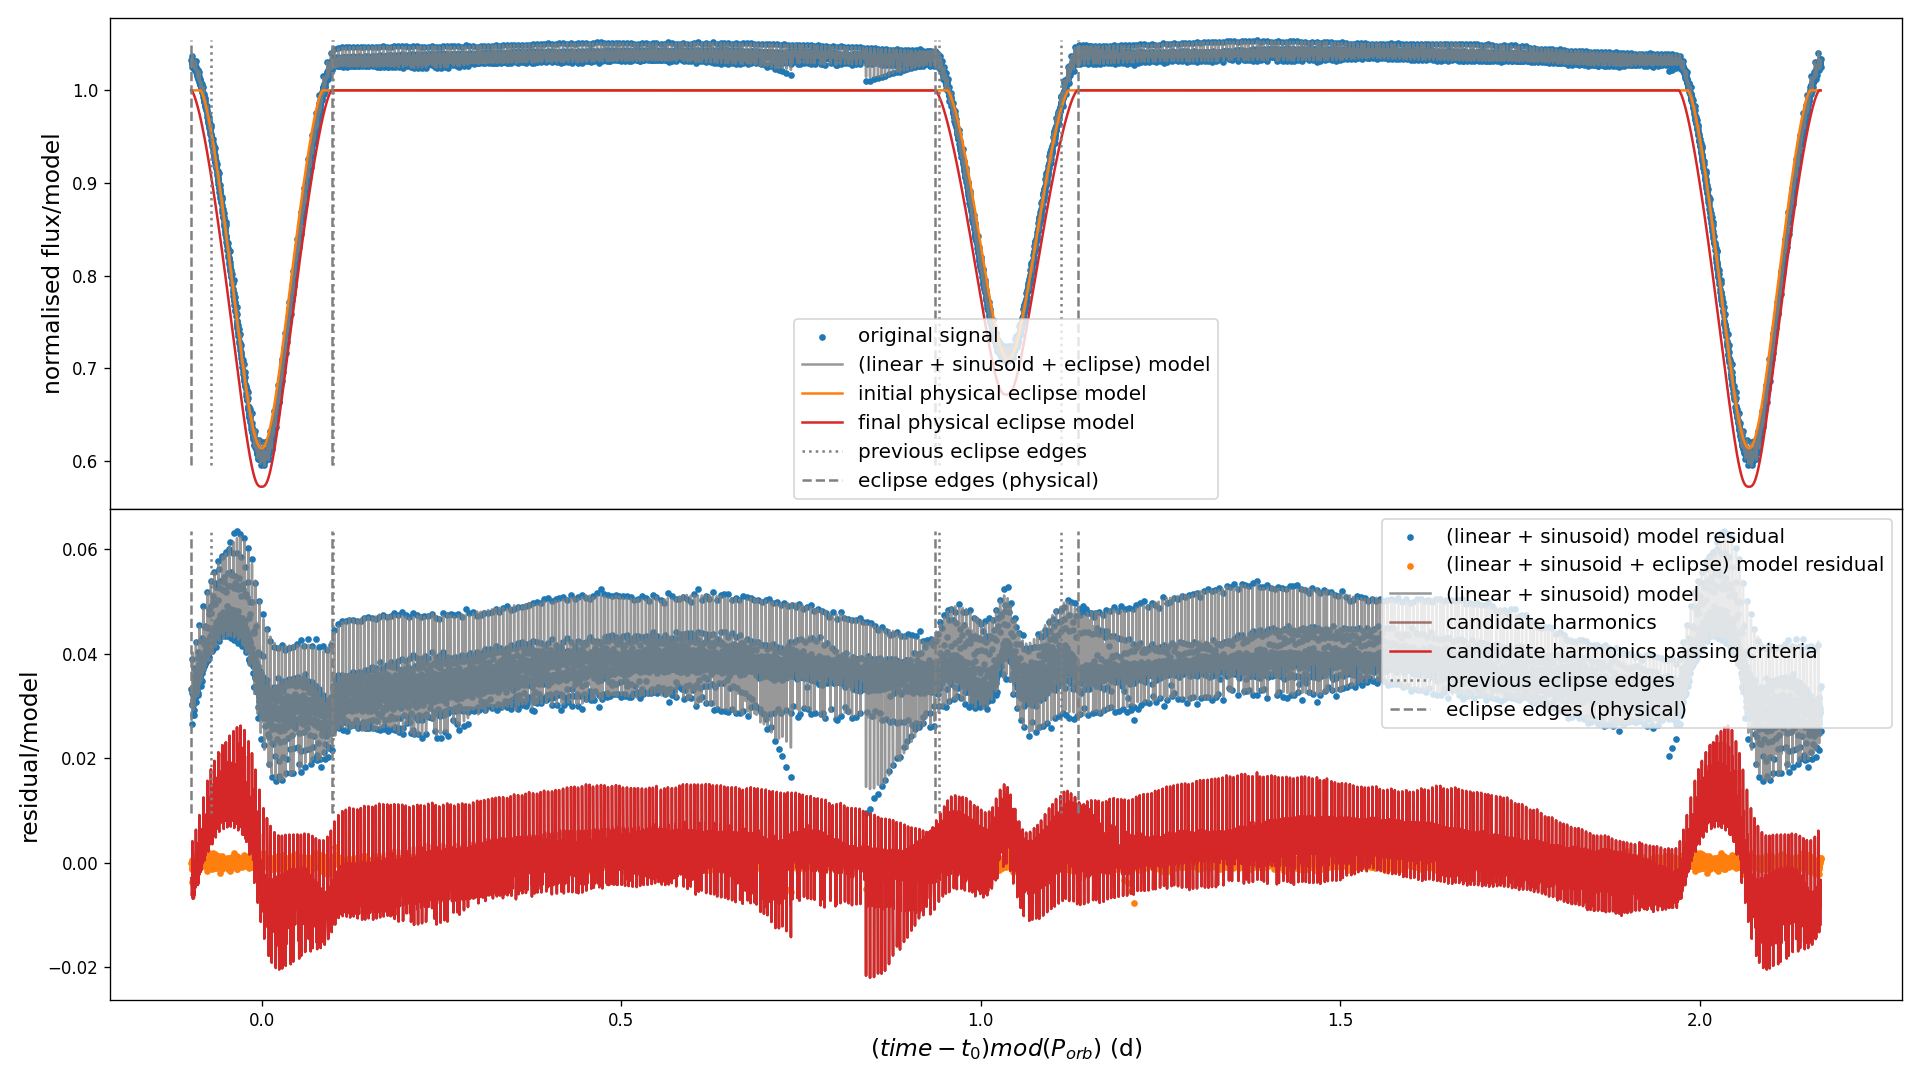 normalised flux/model
1.0
0.9
0.8
0.7
0.6
original signal
(linear + sinusoid + eclipse) model
initial physical eclipse model
final physical eclipse model
previous eclipse edges
eclipse edges (physical)
residual/model
0.06
0.04
0.02
0.00
−0.02
(linear + sinusoid) model residual
(linear + sinusoid + eclipse) model residual
(linear + sinusoid) model
candidate harmonics
candidate harmonics passing criteria
previous eclipse edges
eclipse edges (physical)
0.0 0.5 1.0 1.5 2.0
(time − t₀)mod(P_orb) (d)